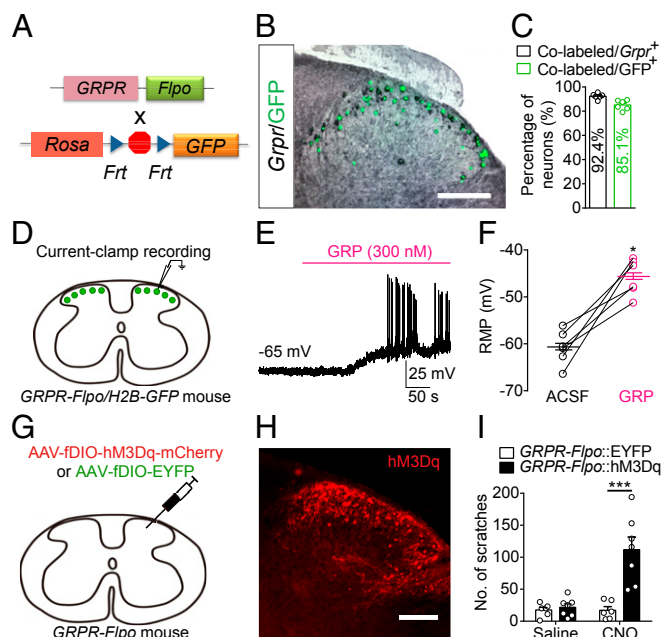 A
GRPR Flpo
X
Rosa GFP
Frt Frt
B
Grpr/GFP
C
Co-labeled/Grpr+
Co-labeled/GFP+
Percentage of
neurons (%)
100
80
60
40
20
0
92.4%
85.1%
D
Current-clamp recording
GRPR-Flpo/H2B-GFP mouse
E
GRP (300 nM)
-65 mV
25 mV
50 s
F
*
RMP (mV)
-40
-50
-60
-70
ACSF GRP
G
AAV-fDIO-hM3Dq-mCherry
or AAV-fDIO-EYFP
GRPR-Flpo mouse
H
hM3Dq
I
GRPR-Flpo::EYFP
GRPR-Flpo::hM3Dq
***
No. of scratches
200
150
100
50
0
Saline CNO